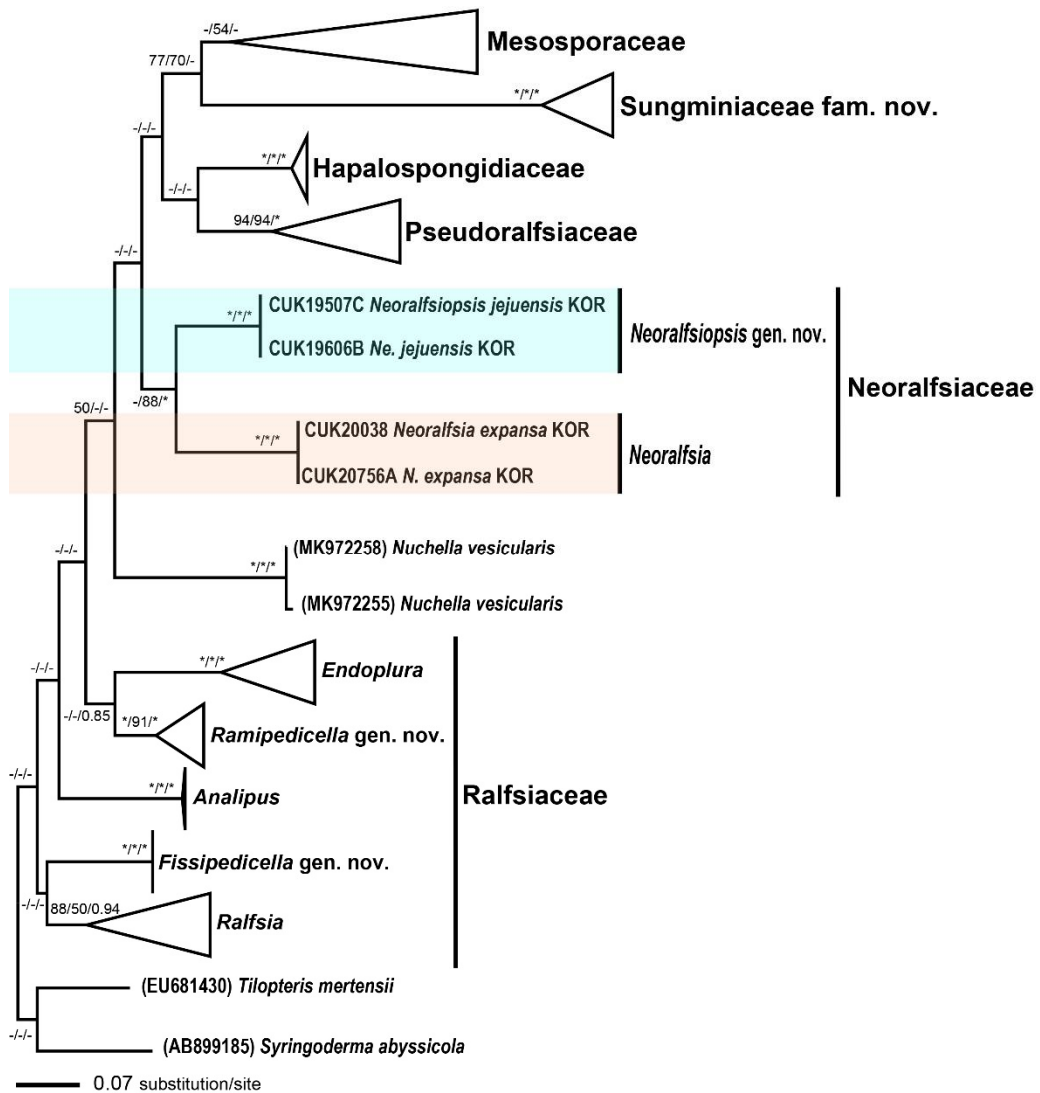 -/54/-
Mesosporaceae
77/70/-
*/*/*
Sungminiaceae fam. nov.
-/-/-
*/*/*
Hapalospongidiaceae
-/-/-
94/94/*
Pseudoralfsiaceae
-/-/-
CUK19507C Neoralfsiopsis jejuensis KOR
*/*/*
CUK19606B Ne. jejuensis KOR
Neoralfsiopsis gen. nov.
Neoralfsiaceae
-/88/*
50/-/-
CUK20038 Neoralfsia expansa KOR
*/*/*
CUK20756A N. expansa KOR
Neoralfsia
-/-/-
(MK972258) Nuchella vesicularis
*/*/*
(MK972255) Nuchella vesicularis
-/-/-
*/*/*
Endoplura
-/-/0.85
*/91/*
Ramipedicella gen. nov.
-/-/-
*/*/*
Analipus
Ralfsiaceae
*/*/*
Fissipedicella gen. nov.
-/-/-
88/50/0.94
Ralfsia
(EU681430) Tilopteris mertensii
-/-/-
(AB899185) Syringoderma abyssicola
0.07 substitution/site